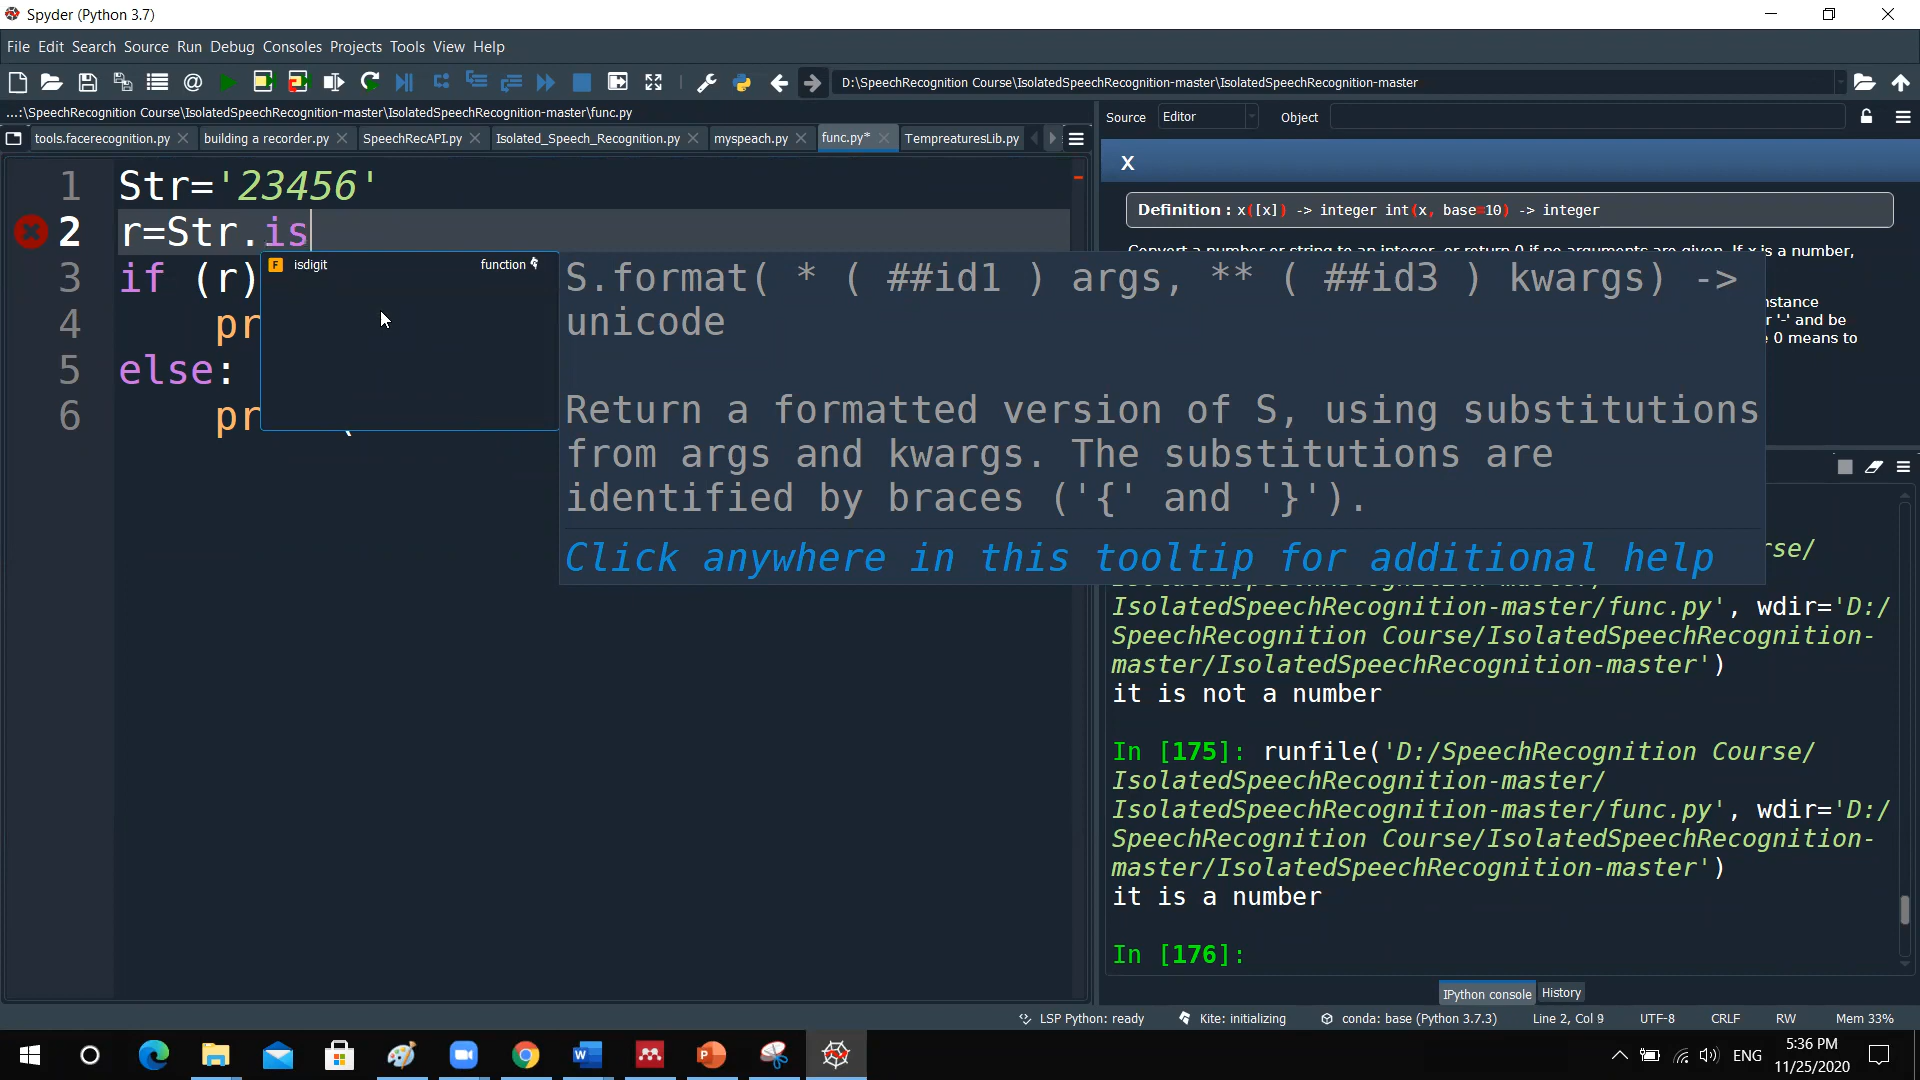 Spyder (Python 3.7)
File Edit Search Source Run Debug Consoles Projects Tools View Help
D:\SpeechRecognition Course\IsolatedSpeechRecognition-master\IsolatedSpeechRecognition-master
...:\SpeechRecognition Course\IsolatedSpeechRecognition-master\IsolatedSpeechRecognition-master\func.py
Source Editor Object
tools.facerecognition.py building a recorder.py SpeechRecAPI.py Isolated_Speech_Recognition.py myspeach.py func.py* TempreaturesLib.py
X
1 Str='23456'
Definition : x([x]) -> integer int(x, base=10) -> integer
2 r=Str.is
isdigit function
3 if (r)
4 pr
5 else:
6 pr
S.format( * ( ##id1 ) args, ** ( ##id3 ) kwargs) ->
unicode
Return a formatted version of S, using substitutions
from args and kwargs. The substitutions are
identified by braces ('{' and '}').
Click anywhere in this tooltip for additional help
nstance
r '-' and be
0 means to
rse/
IsolatedSpeechRecognition-master/func.py', wdir='D:/
SpeechRecognition Course/IsolatedSpeechRecognition-
master/IsolatedSpeechRecognition-master')
it is not a number
In [175]: runfile('D:/SpeechRecognition Course/
IsolatedSpeechRecognition-master/
IsolatedSpeechRecognition-master/func.py', wdir='D:/
SpeechRecognition Course/IsolatedSpeechRecognition-
master/IsolatedSpeechRecognition-master')
it is a number
In [176]:
IPython console History
LSP Python: ready Kite: initializing conda: base (Python 3.7.3) Line 2, Col 9 UTF-8 CRLF RW Mem 33%
ENG
5:36 PM
11/25/2020